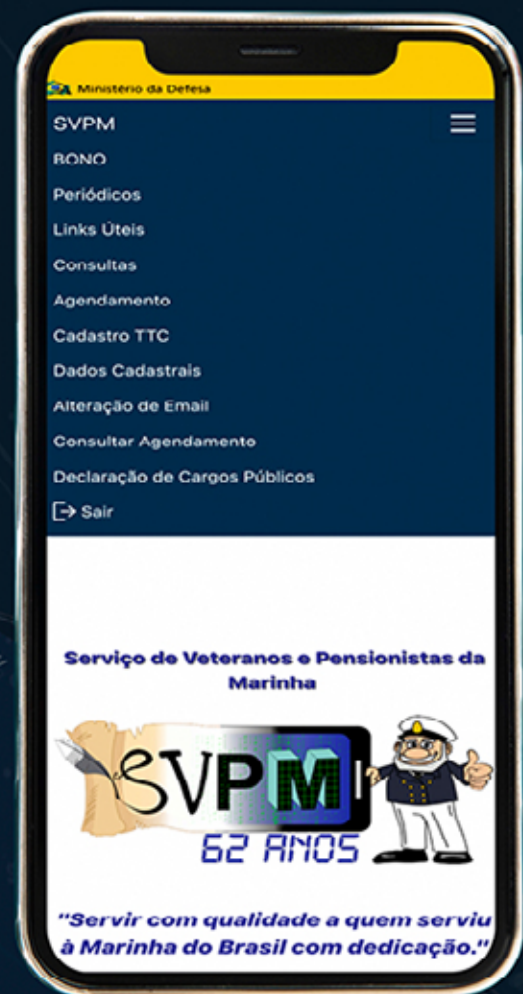 Ministério da Defesa
SVPM
BONO
Periódicos
Links Úteis
Consultas
Agendamento
Cadastro TTC
Dados Cadastrais
Alteração de Email
Consultar Agendamento
Declaração de Cargos Públicos
Sair
Serviço de Veteranos e Pensionistas da
Marinha
SVPM
62 ANOS
"Servir com qualidade a quem serviu
à Marinha do Brasil com dedicação."